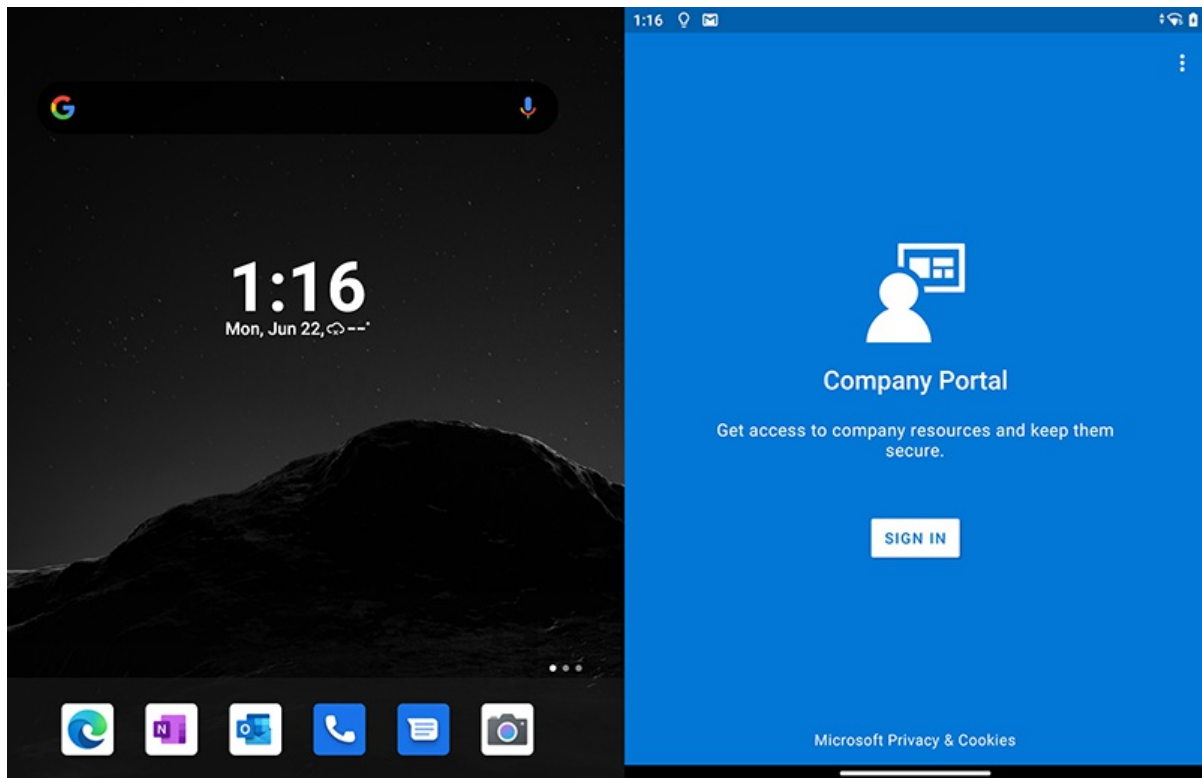 1:16
Mon, Jun 22, --°
1:16
Company Portal
Get access to company resources and keep them
secure.
SIGN IN
Microsoft Privacy & Cookies